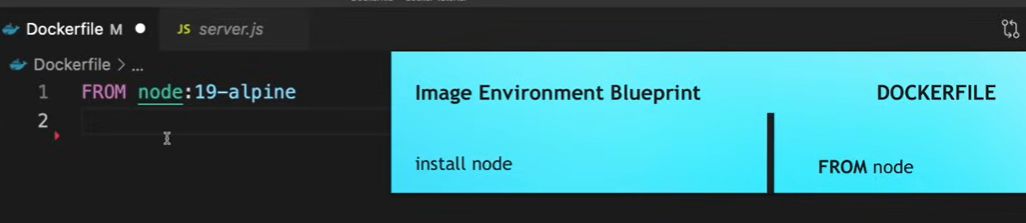 Dockerfile M
JS server.js
Dockerfile > ...
1 FROM node:19-alpine
2
Image Environment Blueprint
DOCKERFILE
install node
FROM node